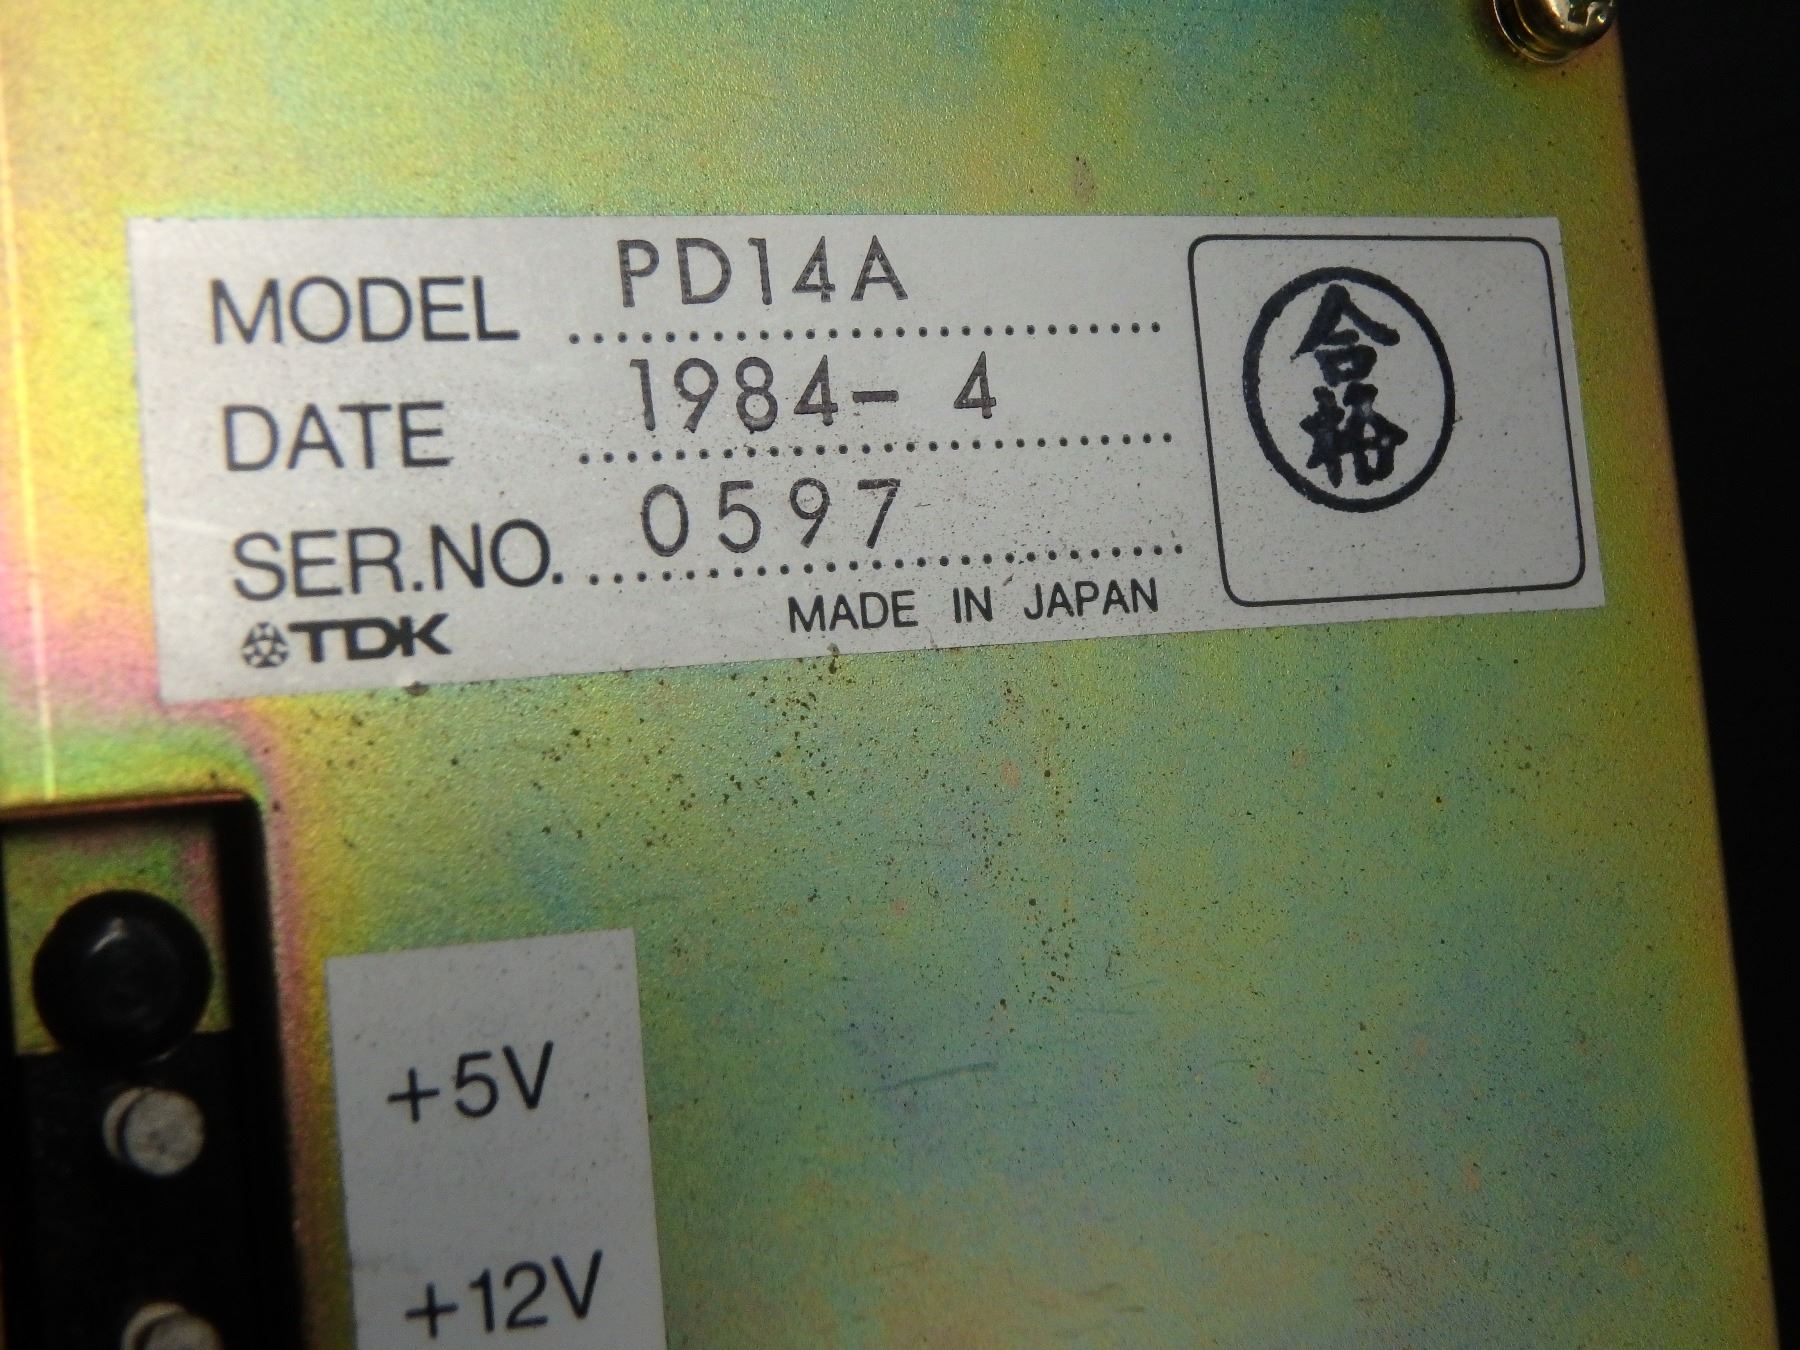 MODEL PD14A
DATE 1984- 4
SER.NO. 0597
TDK MADE IN JAPAN
合格
+5V
+12V